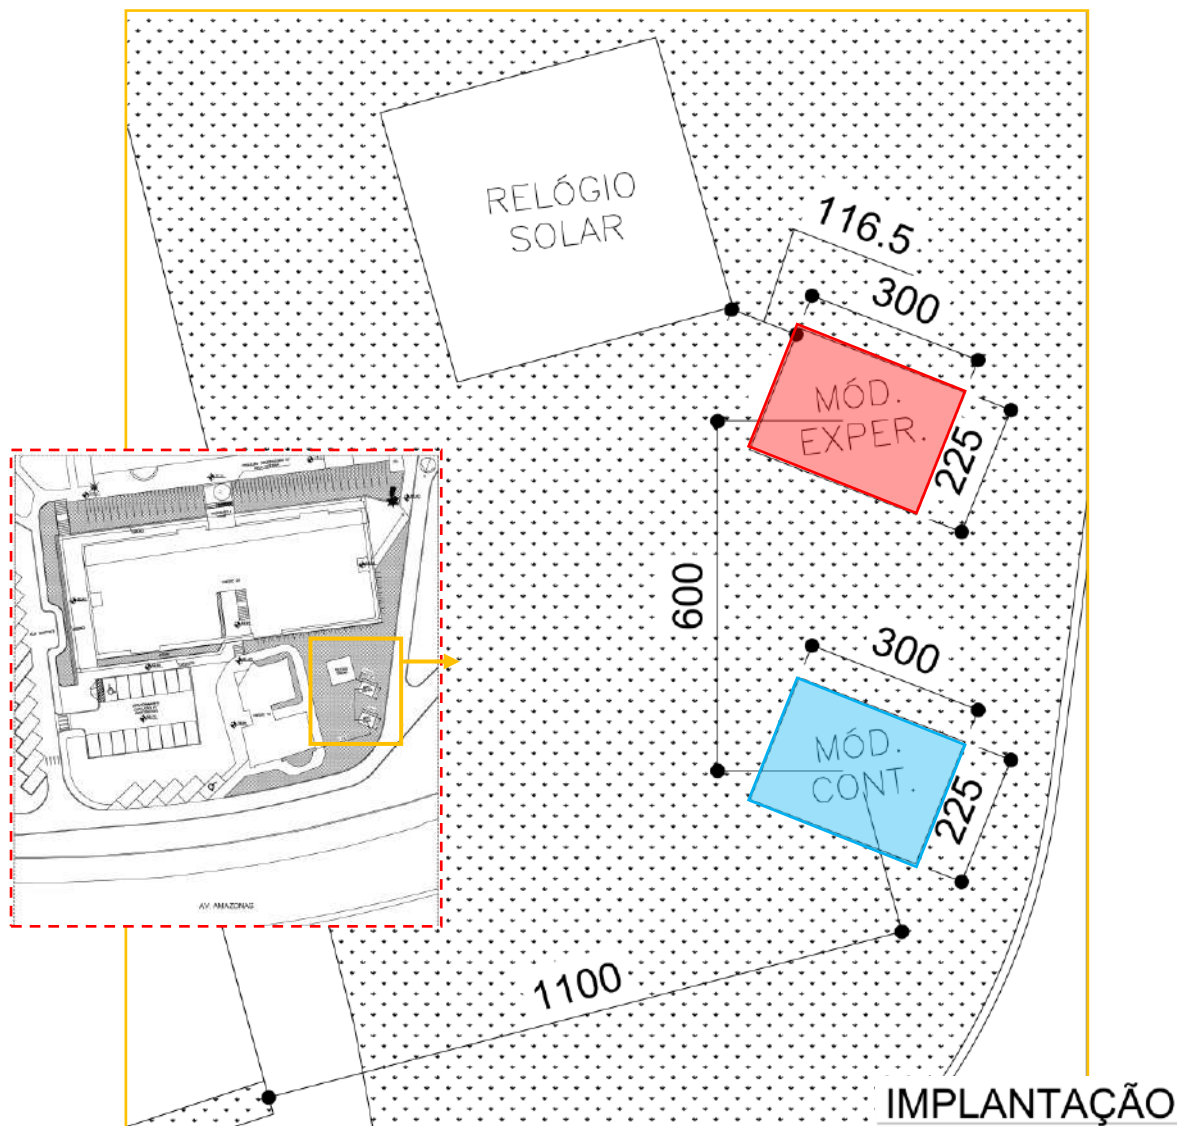 RELÓGIO
SOLAR
116.5
300
MÓD.
EXPER.
225
600
300
MÓD.
CONT.
225
1100
AV. AMAZONAS
IMPLANTAÇÃO